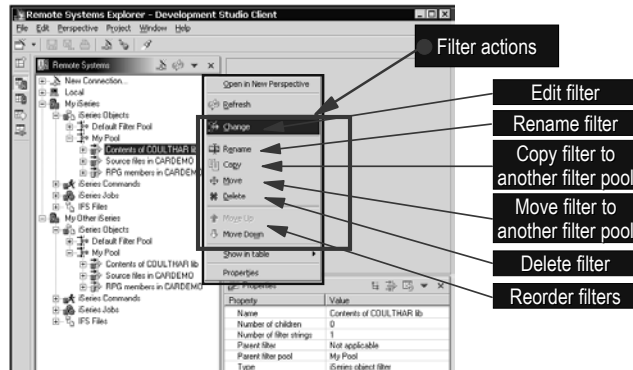 Remote Systems Explorer - Development Studio Client
File Edit Perspective Project Window Help
Remote Systems
New Connection...
Local
My iSeries
iSeries Objects
Default Filter Pool
My Pool
Contents of COULTHAR lib
Source files in CARDEMO
RPG members in CARDEMO
iSeries Commands
iSeries Jobs
IFS Files
My Other iSeries
iSeries Objects
Default Filter Pool
My Pool
Contents of COULTHAR lib
Source files in CARDEMO
RPG members in CARDEMO
iSeries Commands
iSeries Jobs
IFS Files
Open in New Perspective
Refresh
Change
Rename
Copy
Move
Delete
Move Up
Move Down
Show in table
Properties
Properties
Property Value
Name Contents of COULTHAR lib
Number of children 0
Number of filter strings 1
Parent filter Not applicable
Parent filter pool My Pool
Type iSeries object filter
Filter actions
Edit filter
Rename filter
Copy filter to
another filter pool
Move filter to
another filter pool
Delete filter
Reorder filters